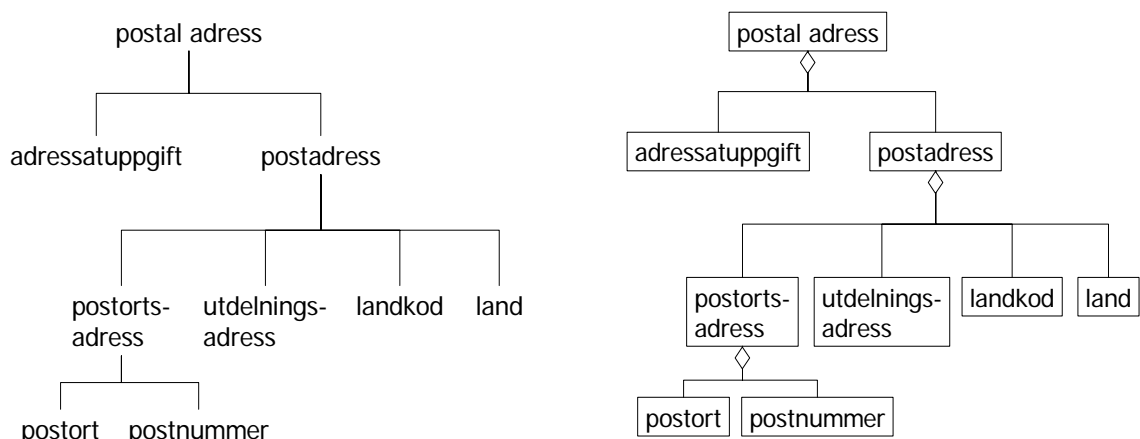 postal adress
adressatuppgift postadress
postorts- utdelnings- landkod land
adress adress
postort postnummer
postal adress
adressatuppgift postadress
postorts- utdelnings- landkod land
adress adress
postort postnummer